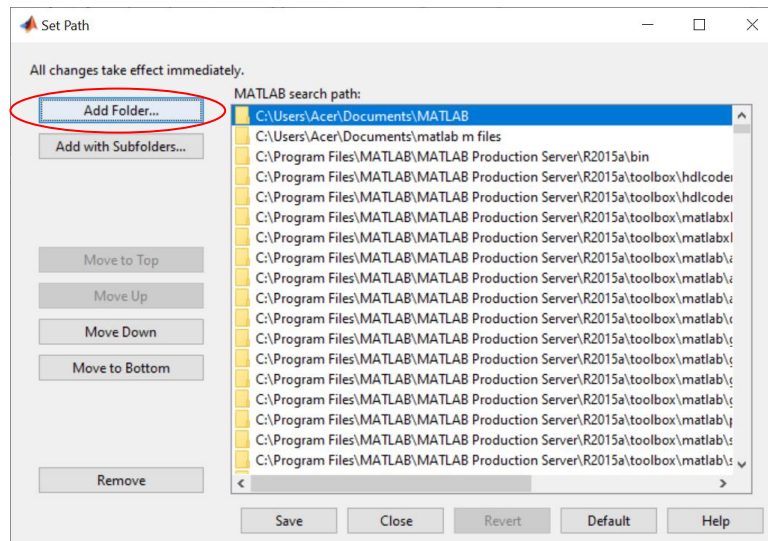 Set Path
All changes take effect immediately.
MATLAB search path:
Add Folder...
Add with Subfolders...
Move to Top
Move Up
Move Down
Move to Bottom
Remove
C:\Users\Acer\Documents\MATLAB
C:\Users\Acer\Documents\matlab m files
C:\Program Files\MATLAB\MATLAB Production Server\R2015a\bin
C:\Program Files\MATLAB\MATLAB Production Server\R2015a\toolbox\hdlcoder
C:\Program Files\MATLAB\MATLAB Production Server\R2015a\toolbox\hdlcoder
C:\Program Files\MATLAB\MATLAB Production Server\R2015a\toolbox\matlabxl
C:\Program Files\MATLAB\MATLAB Production Server\R2015a\toolbox\matlabxl
C:\Program Files\MATLAB\MATLAB Production Server\R2015a\toolbox\matlab\a
C:\Program Files\MATLAB\MATLAB Production Server\R2015a\toolbox\matlab\a
C:\Program Files\MATLAB\MATLAB Production Server\R2015a\toolbox\matlab\a
C:\Program Files\MATLAB\MATLAB Production Server\R2015a\toolbox\matlab\c
C:\Program Files\MATLAB\MATLAB Production Server\R2015a\toolbox\matlab\g
C:\Program Files\MATLAB\MATLAB Production Server\R2015a\toolbox\matlab\g
C:\Program Files\MATLAB\MATLAB Production Server\R2015a\toolbox\matlab\g
C:\Program Files\MATLAB\MATLAB Production Server\R2015a\toolbox\matlab\g
C:\Program Files\MATLAB\MATLAB Production Server\R2015a\toolbox\matlab\p
C:\Program Files\MATLAB\MATLAB Production Server\R2015a\toolbox\matlab\s
C:\Program Files\MATLAB\MATLAB Production Server\R2015a\toolbox\matlab\s
Save
Close
Revert
Default
Help